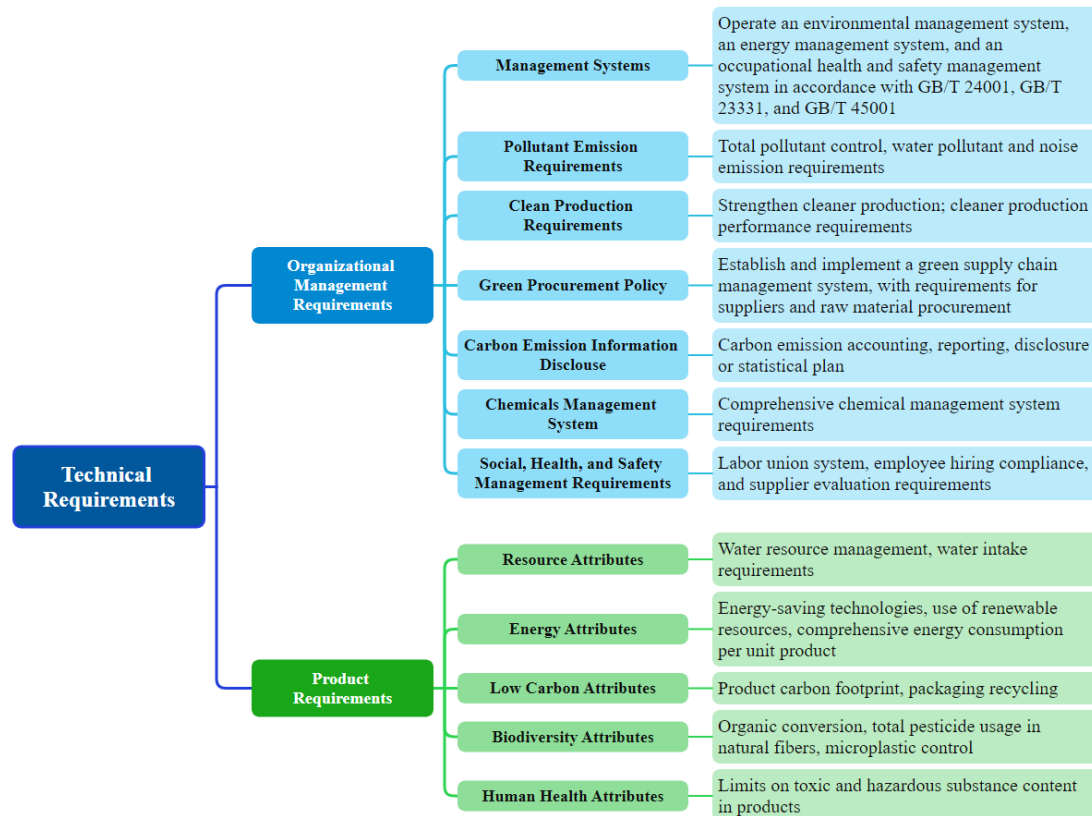 Technical
Requirements
Organizational
Management
Requirements
Management Systems
Operate an environmental management system,
an energy management system, and an
occupational health and safety management
system in accordance with GB/T 24001, GB/T
23331, and GB/T 45001
Pollutant Emission
Requirements
Total pollutant control, water pollutant and noise
emission requirements
Clean Production
Requirements
Strengthen cleaner production; cleaner production
performance requirements
Green Procurement Policy
Establish and implement a green supply chain
management system, with requirements for
suppliers and raw material procurement
Carbon Emission Information
Disclouse
Carbon emission accounting, reporting, disclosure
or statistical plan
Chemicals Management
System
Comprehensive chemical management system
requirements
Social, Health, and Safety
Management Requirements
Labor union system, employee hiring compliance,
and supplier evaluation requirements
Product
Requirements
Resource Attributes
Water resource management, water intake
requirements
Energy Attributes
Energy-saving technologies, use of renewable
resources, comprehensive energy consumption
per unit product
Low Carbon Attributes
Product carbon footprint, packaging recycling
Biodiversity Attributes
Organic conversion, total pesticide usage in
natural fibers, microplastic control
Human Health Attributes
Limits on toxic and hazardous substance content
in products